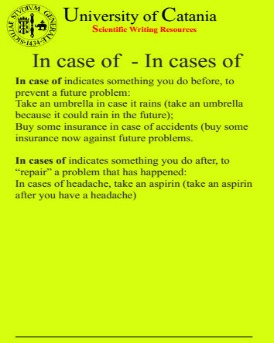 University of Catania
Scientific Writing Resources
In case of - In cases of
In case of indicates something you do before, to
prevent a future problem:
Take an umbrella in case it rains (take an umbrella
because it could rain in the future);
Buy some insurance in case of accidents (buy some
insurance now against future problems.
In cases of indicates something you do after, to
“repair” a problem that has happened:
In cases of headache, take an aspirin (take an aspirin
after you have a headache)